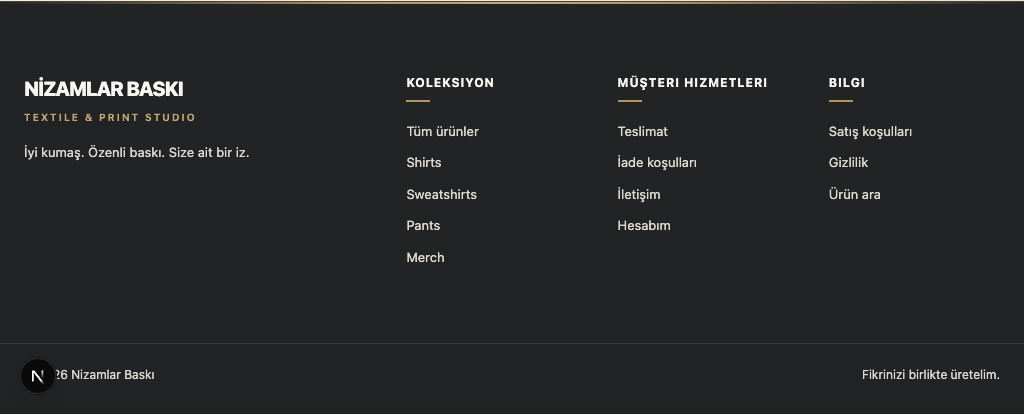 NİZAMLAR BASKI
TEXTILE & PRINT STUDIO
İyi kumaş. Özenli baskı. Size ait bir iz.
KOLEKSIYON
Tüm ürünler
Shirts
Sweatshirts
Pants
Merch
MÜŞTERI HIZMETLERI
Teslimat
İade koşulları
İletişim
Hesabım
BILGI
Satış koşulları
Gizlilik
Ürün ara
N
26 Nizamlar Baskı
Fikrinizi birlikte üretelim.